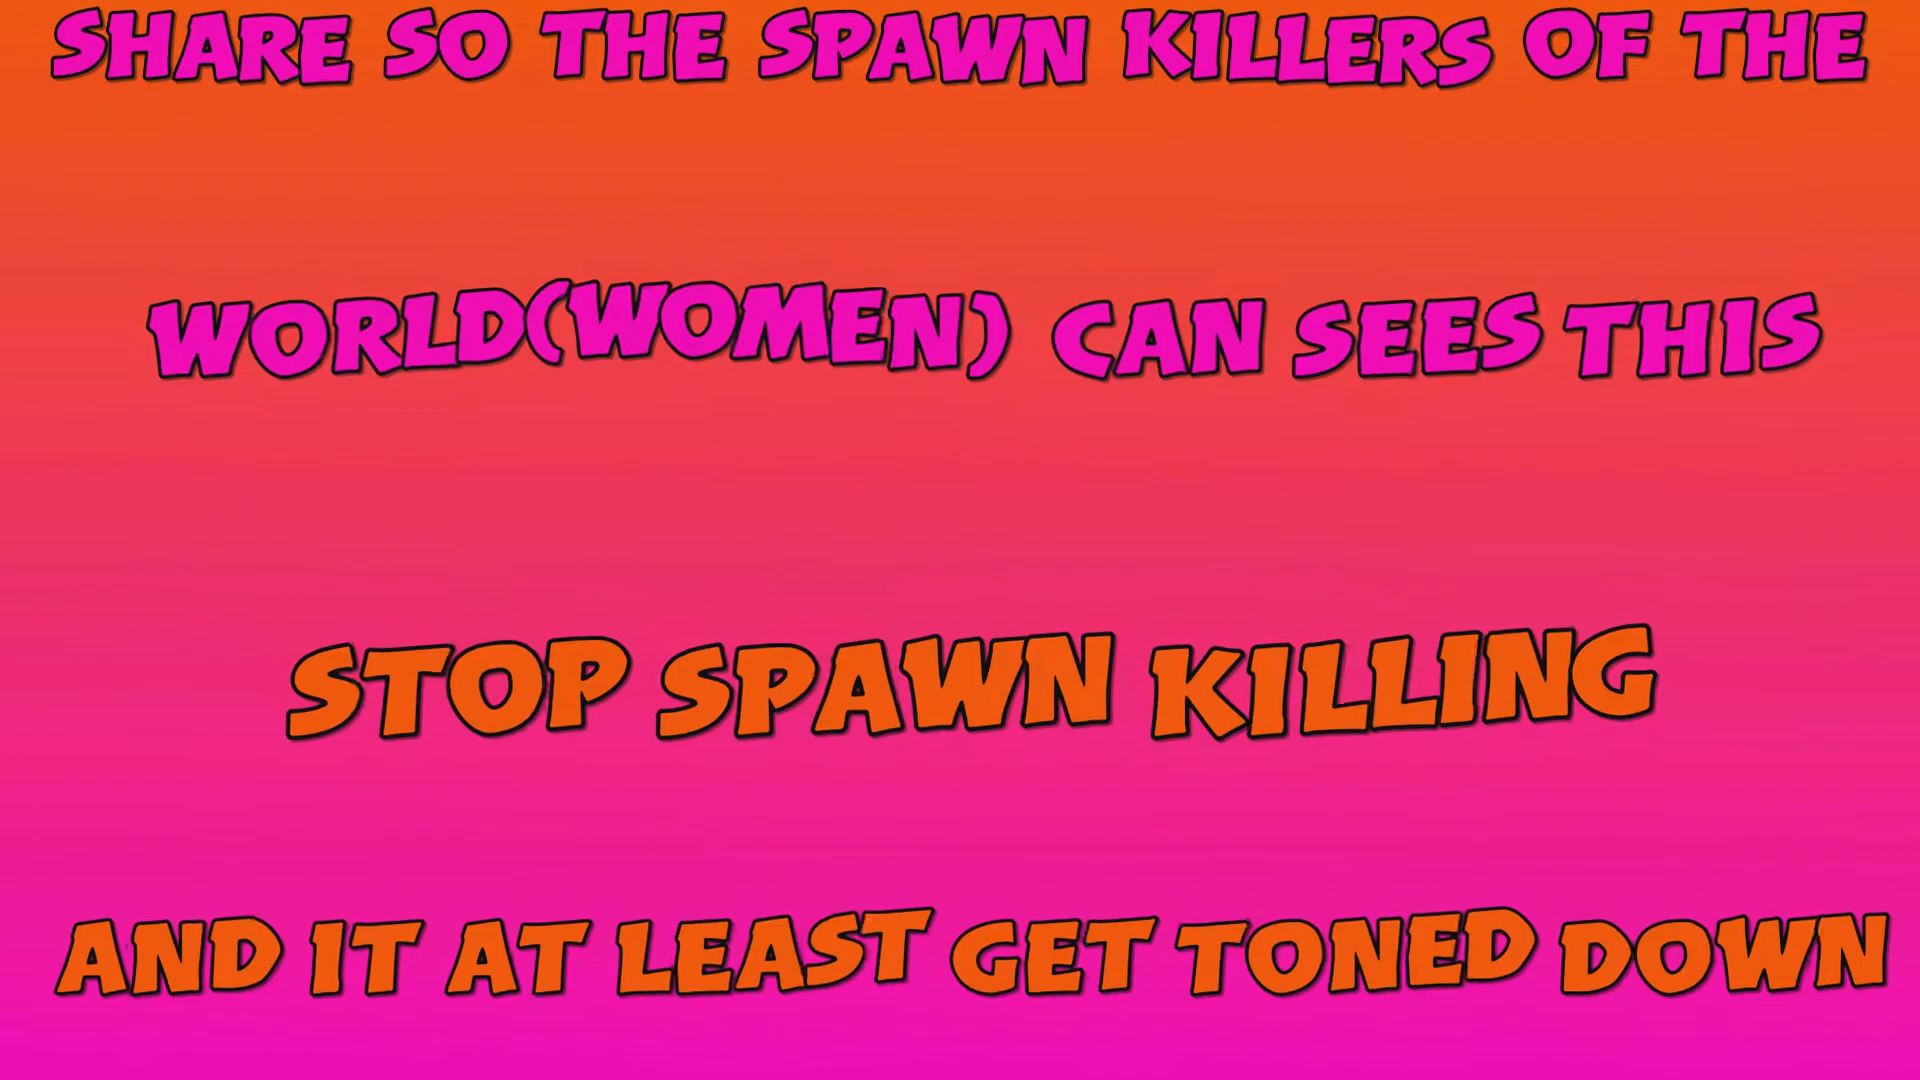 SHARE SO THE SPAWN KILLERS OF THE
WORLD(WOMEN) CAN SEES THIS
STOP SPAWN KILLING
AND IT AT LEAST GET TONED DOWN